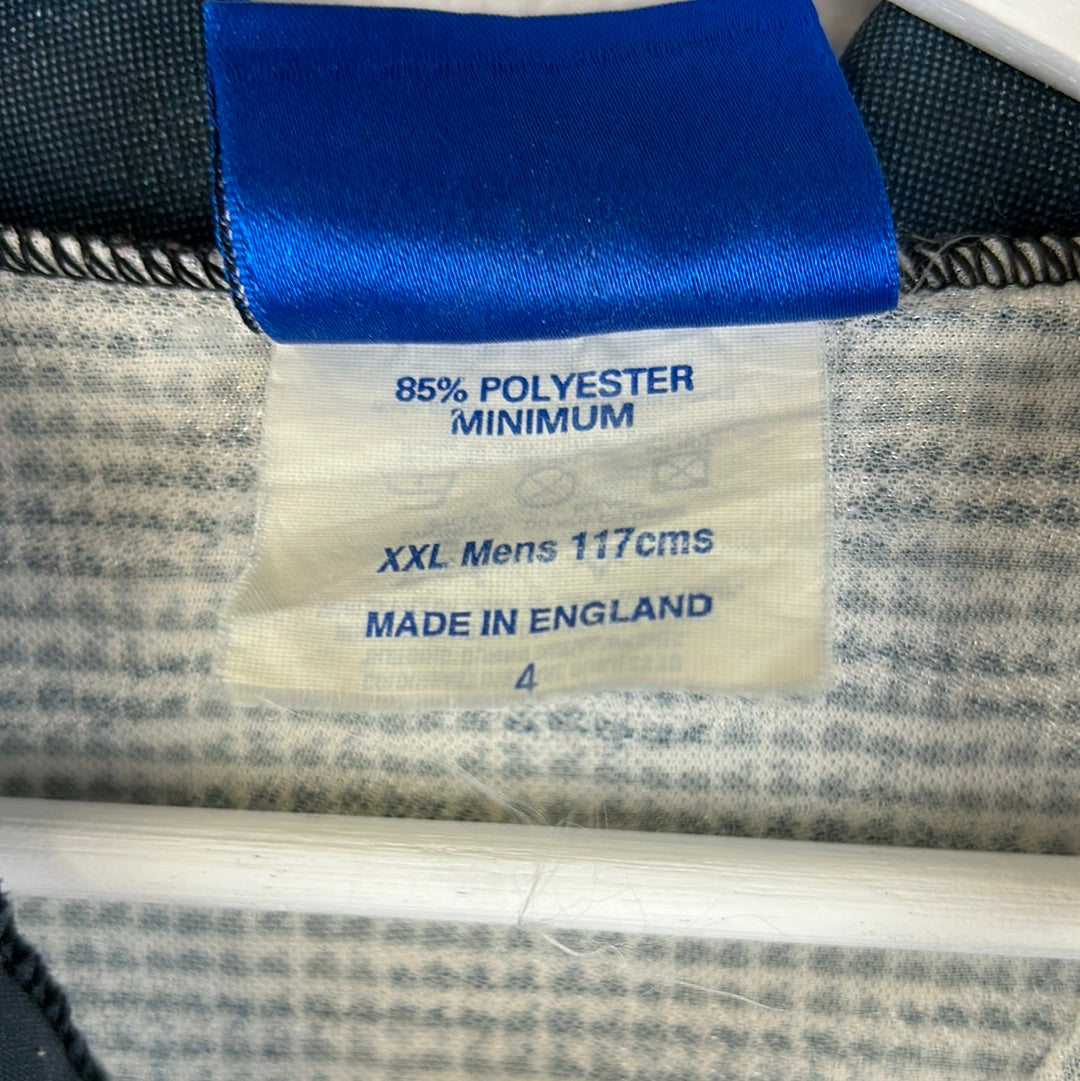 85% POLYESTER
MINIMUM
XXL Mens 117cms
MADE IN ENGLAND
4